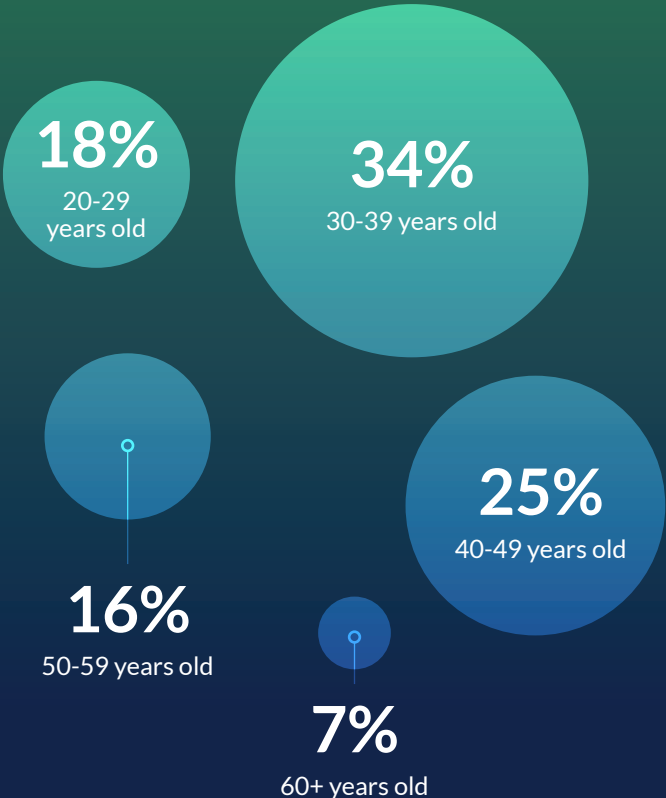 18%
20-29
years old
34%
30-39 years old
16%
50-59 years old
25%
40-49 years old
7%
60+ years old